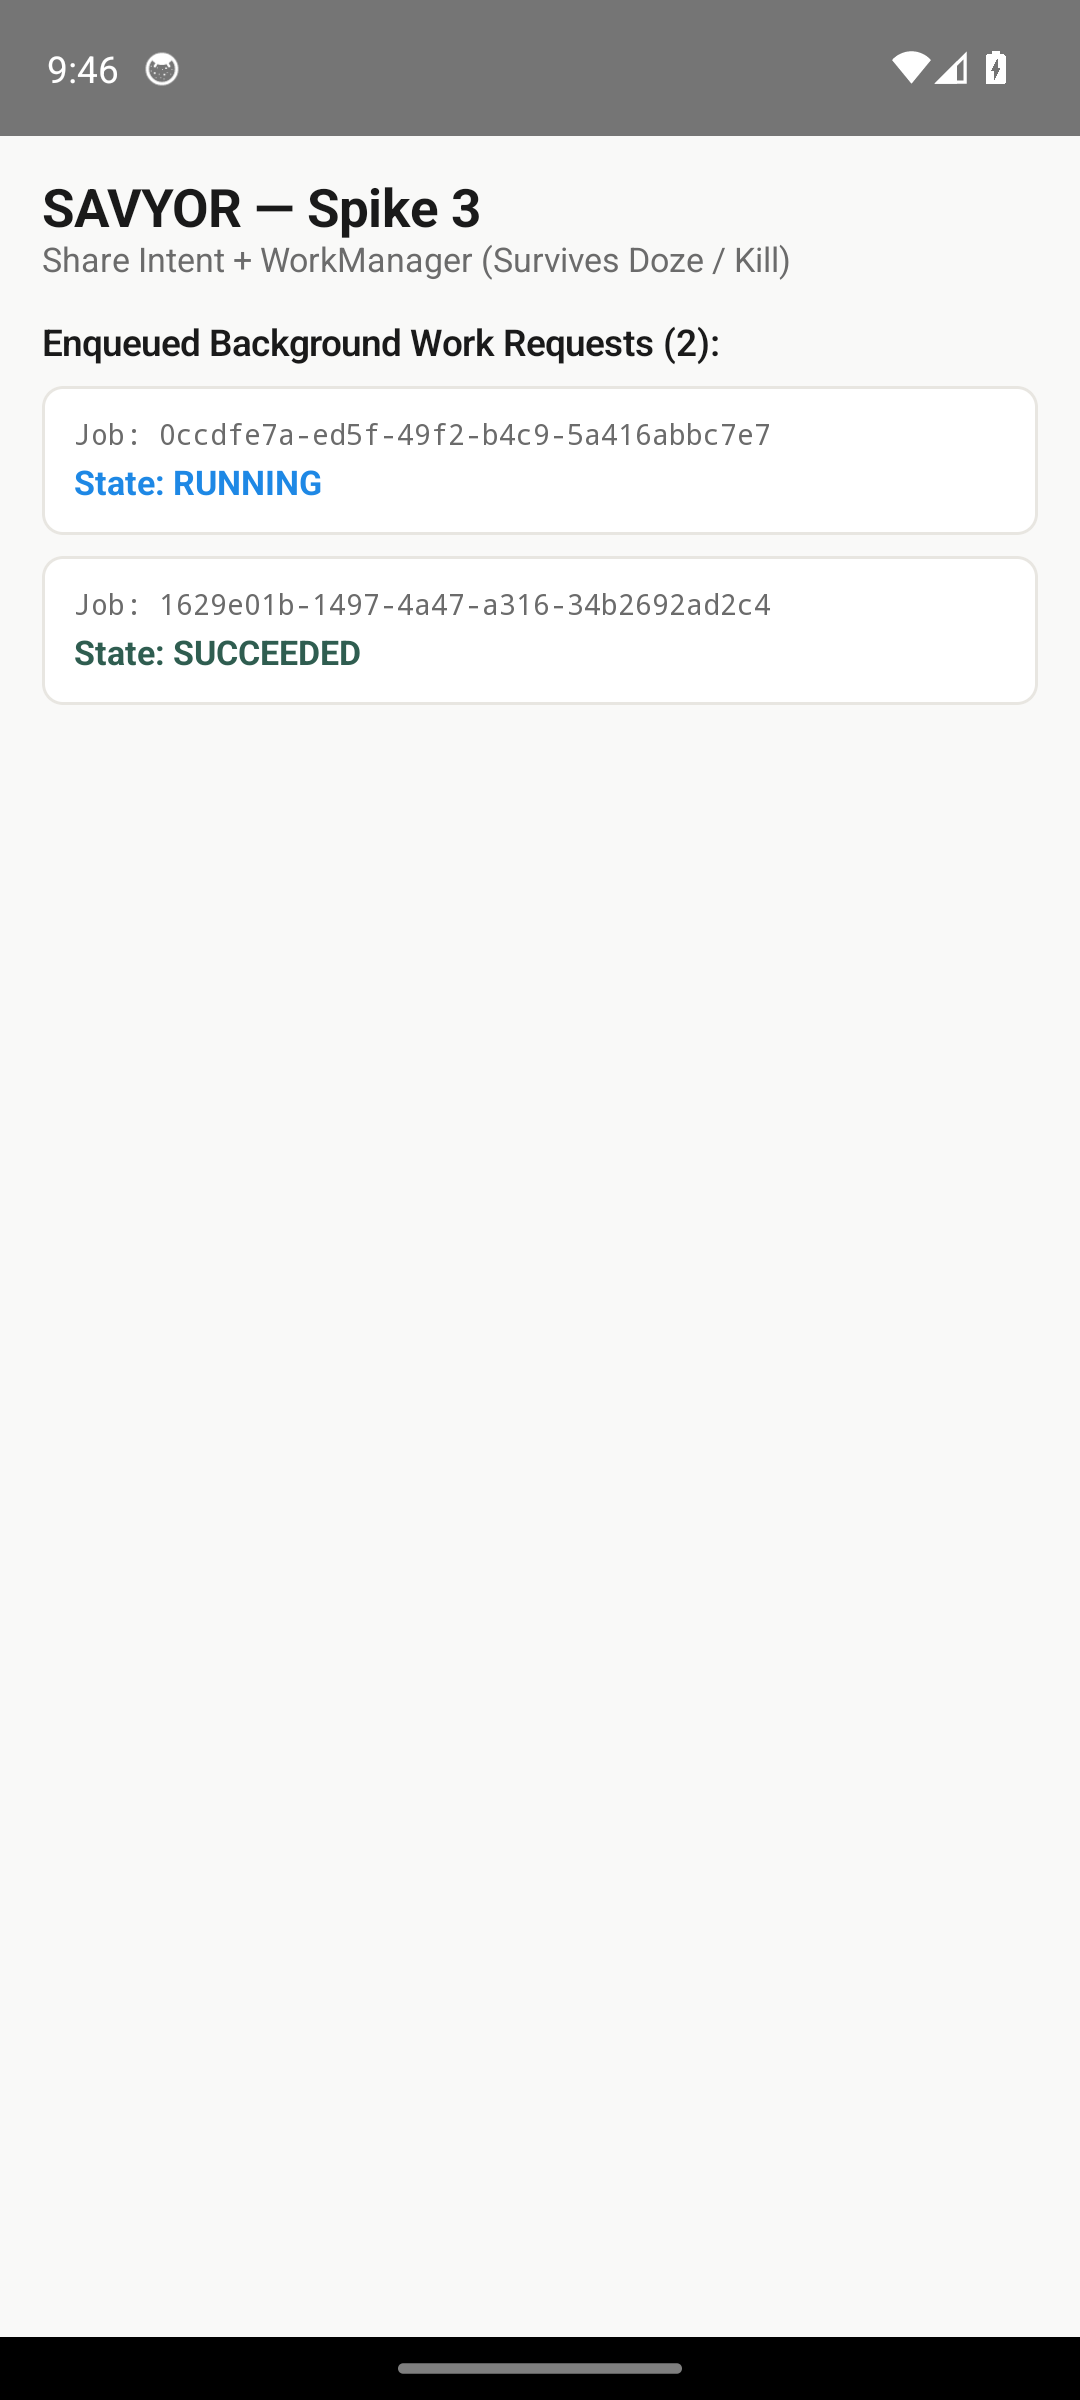 9:46
SAVYOR — Spike 3
Share Intent + WorkManager (Survives Doze / Kill)
Enqueued Background Work Requests (2):
Job: 0ccdfe7a-ed5f-49f2-b4c9-5a416abbc7e7
State: RUNNING
Job: 1629e01b-1497-4a47-a316-34b2692ad2c4
State: SUCCEEDED